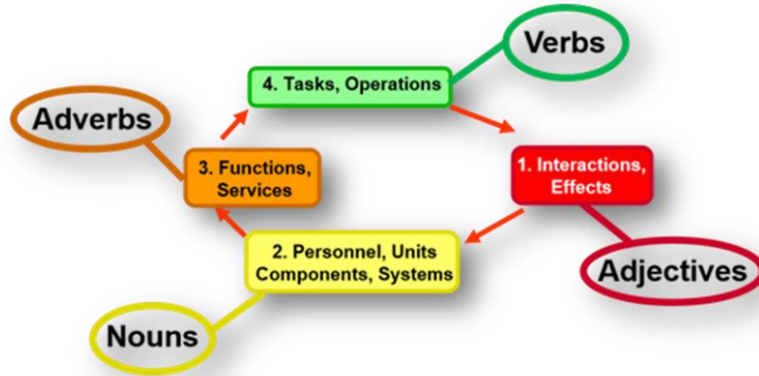 Verbs
4. Tasks, Operations
Adverbs
3. Functions,
Services
1. Interactions,
Effects
2. Personnel, Units
Components, Systems
Adjectives
Nouns